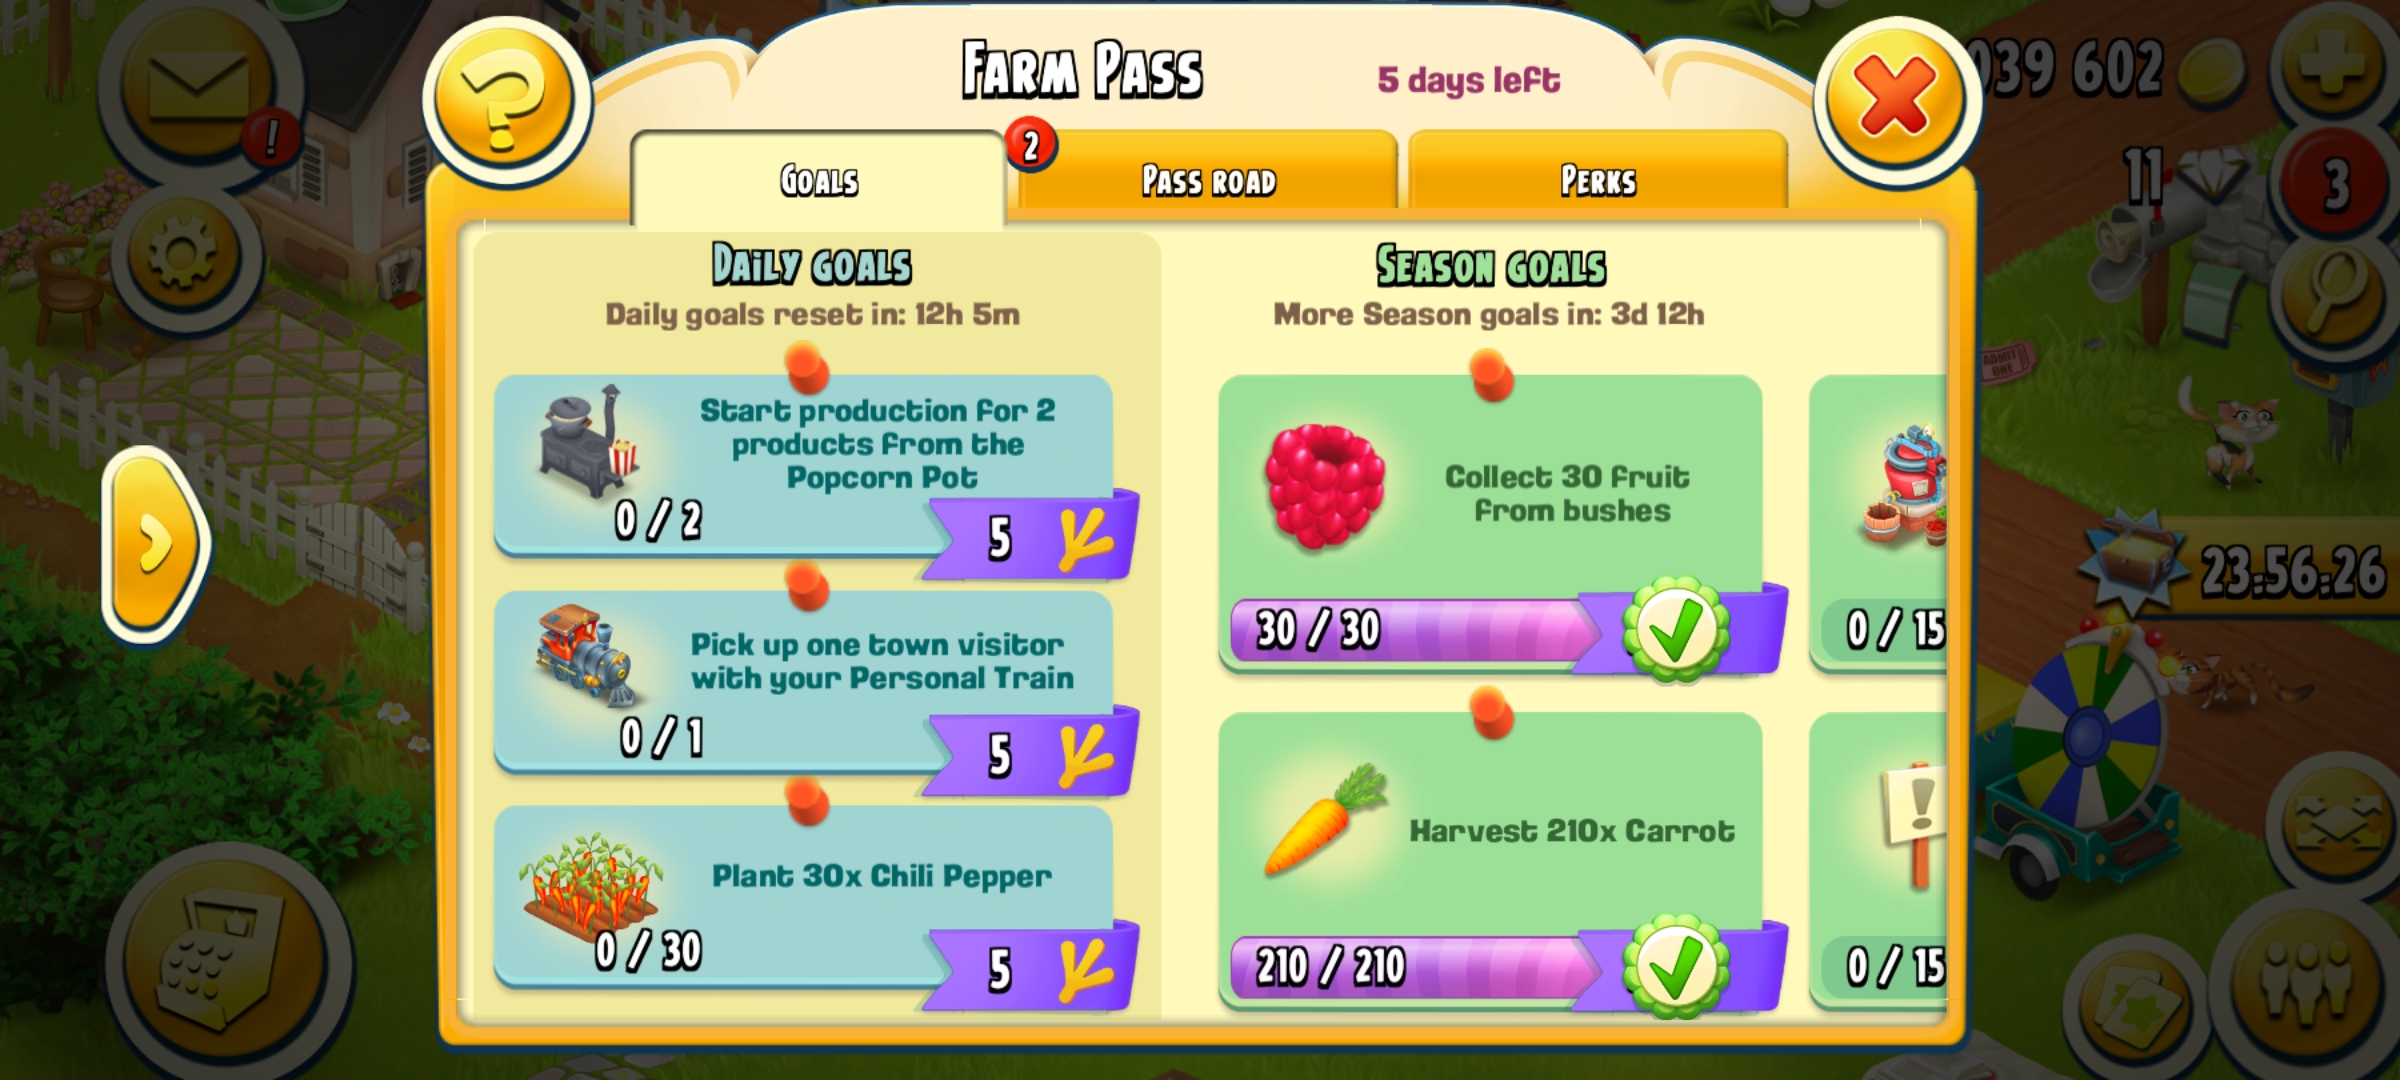 FARM PASS
5 days left
039 602
11
3
!
GOALS
2
PASS ROAD
PERKS
DAILY GOALS
Daily goals reset in: 12h 5m
Start production for 2
products from the
Popcorn Pot
0 / 2
5
Pick up one town visitor
with your Personal Train
0 / 1
5
Plant 30x Chili Pepper
0 / 30
5
SEASON GOALS
More Season goals in: 3d 12h
Collect 30 fruit
from bushes
30 / 30
0 / 15
Harvest 210x Carrot
!
210 / 210
0 / 15
ADMIT
ONE
23:56:26